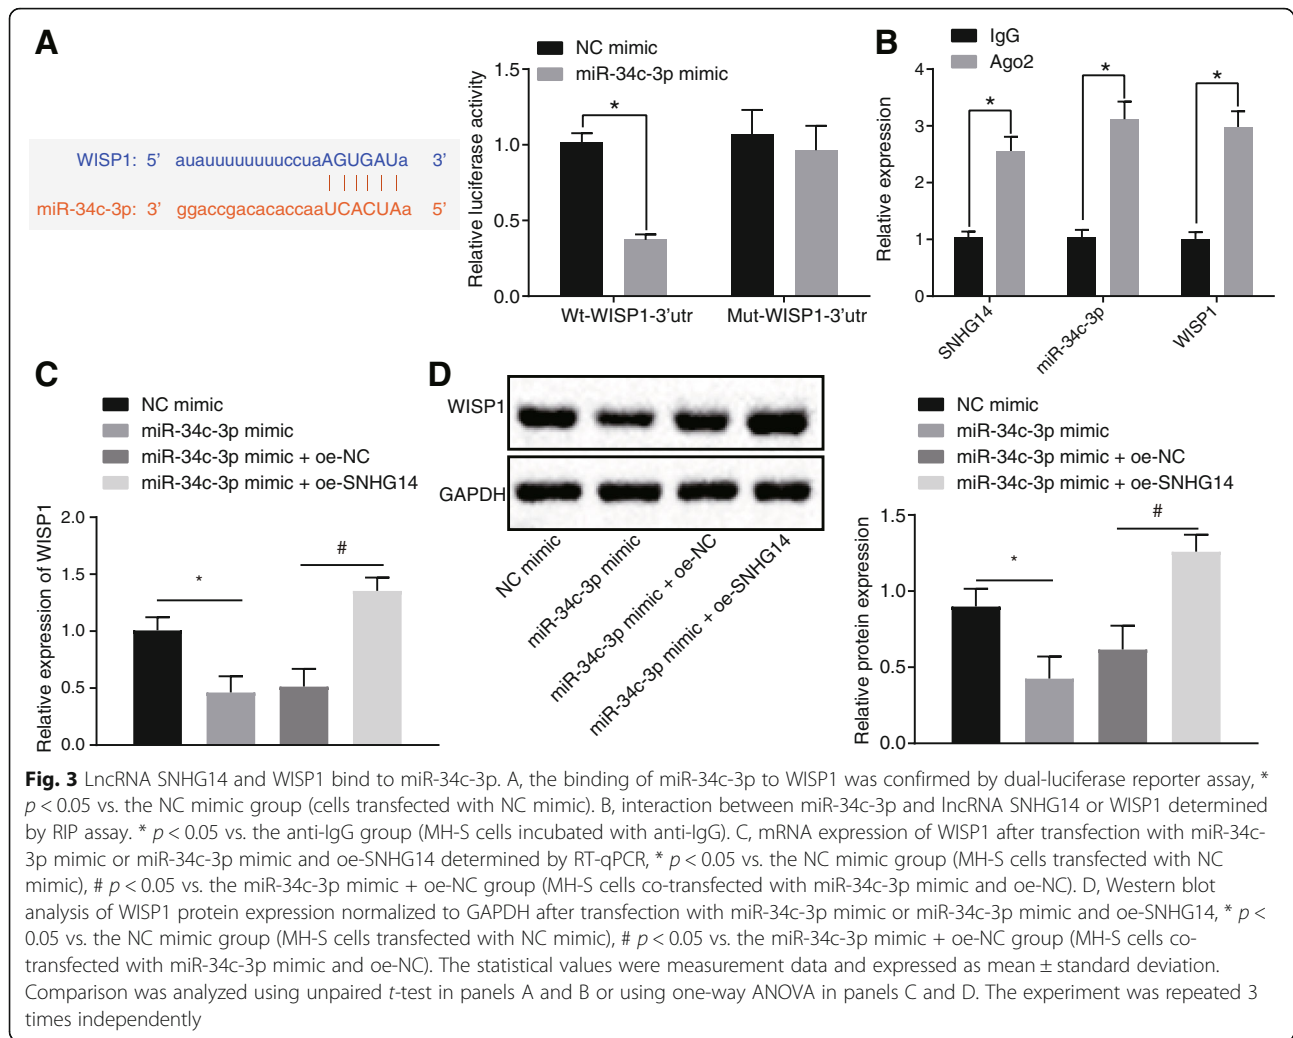 A
NC mimic
miR-34c-3p mimic
Relative luciferase activity
1.5
1.0
0.5
0.0
*
Wt-WISP1-3’utr
Mut-WISP1-3’utr
WISP1: 5’ auauuuuuuuuccuaAGUGAUa 3’
miR-34c-3p: 3’ ggaccgacacaccaaUCACUAa 5’
B
IgG
Ago2
Relative expression
4
3
2
1
0
*
*
*
SNHG14
miR-34c-3p
WISP1
C
NC mimic
miR-34c-3p mimic
miR-34c-3p mimic + oe-NC
miR-34c-3p mimic + oe-SNHG14
Relative expression of WISP1
2.0
1.5
1.0
0.5
0.0
*
#
D
WISP1
GAPDH
NC mimic
miR-34c-3p mimic
miR-34c-3p mimic + oe-NC
miR-34c-3p mimic + oe-SNHG14
NC mimic
miR-34c-3p mimic
miR-34c-3p mimic + oe-NC
miR-34c-3p mimic + oe-SNHG14
Relative protein expression
1.5
1.0
0.5
0.0
*
#
Fig. 3 LncRNA SNHG14 and WISP1 bind to miR-34c-3p. A, the binding of miR-34c-3p to WISP1 was confirmed by dual-luciferase reporter assay, *
p < 0.05 vs. the NC mimic group (cells transfected with NC mimic). B, interaction between miR-34c-3p and lncRNA SNHG14 or WISP1 determined
by RIP assay. * p < 0.05 vs. the anti-IgG group (MH-S cells incubated with anti-IgG). C, mRNA expression of WISP1 after transfection with miR-34c-
3p mimic or miR-34c-3p mimic and oe-SNHG14 determined by RT-qPCR, * p < 0.05 vs. the NC mimic group (MH-S cells transfected with NC
mimic), # p < 0.05 vs. the miR-34c-3p mimic + oe-NC group (MH-S cells co-transfected with miR-34c-3p mimic and oe-NC). D, Western blot
analysis of WISP1 protein expression normalized to GAPDH after transfection with miR-34c-3p mimic or miR-34c-3p mimic and oe-SNHG14, * p <
0.05 vs. the NC mimic group (MH-S cells transfected with NC mimic), # p < 0.05 vs. the miR-34c-3p mimic + oe-NC group (MH-S cells co-
transfected with miR-34c-3p mimic and oe-NC). The statistical values were measurement data and expressed as mean ± standard deviation.
Comparison was analyzed using unpaired t-test in panels A and B or using one-way ANOVA in panels C and D. The experiment was repeated 3
times independently